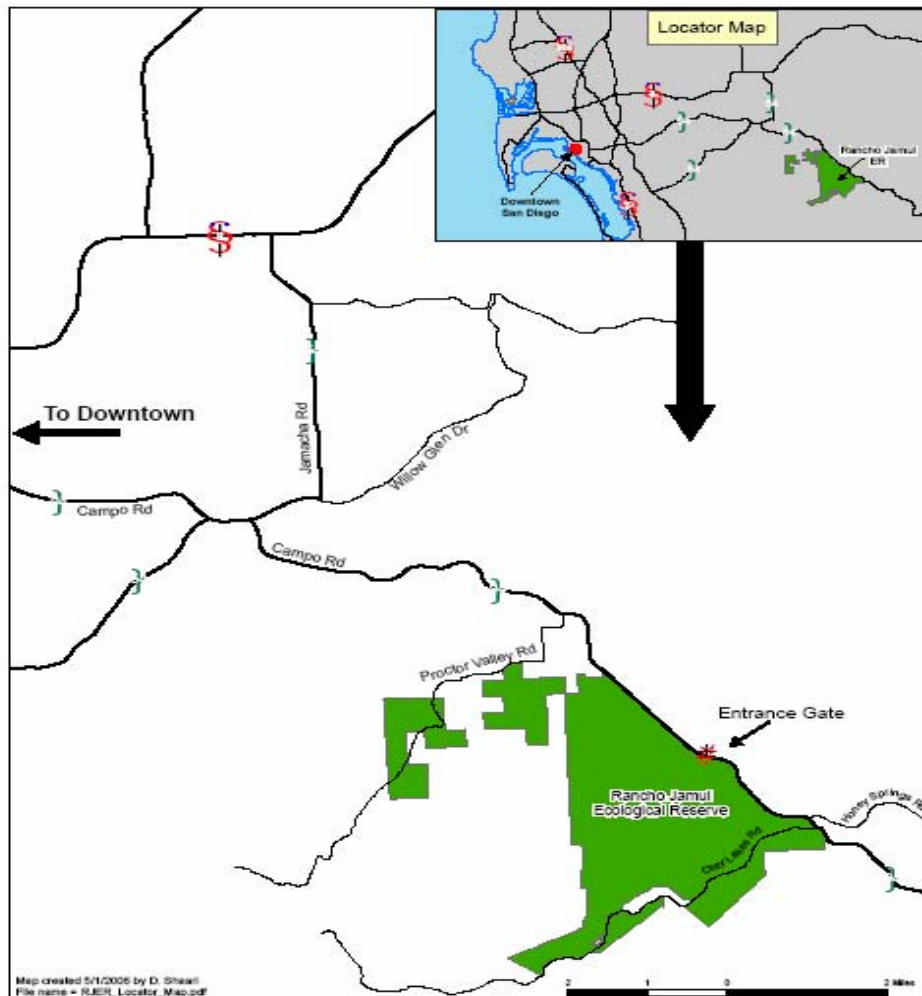 Locator Map
Rancho Jamul
ER
Downtown
San Diego
To Downtown
Jamacha Rd
Willow Glen Dr
Campo Rd
Campo Rd
Proctor Valley Rd
Entrance Gate
Rancho Jamul
Ecological Reserve
Honey Springs R
Otay Lakes Rd
Map created 5/1/2006 by D.
File name = RJER_Locator_Map.pdf
2 1 0 2 Miles